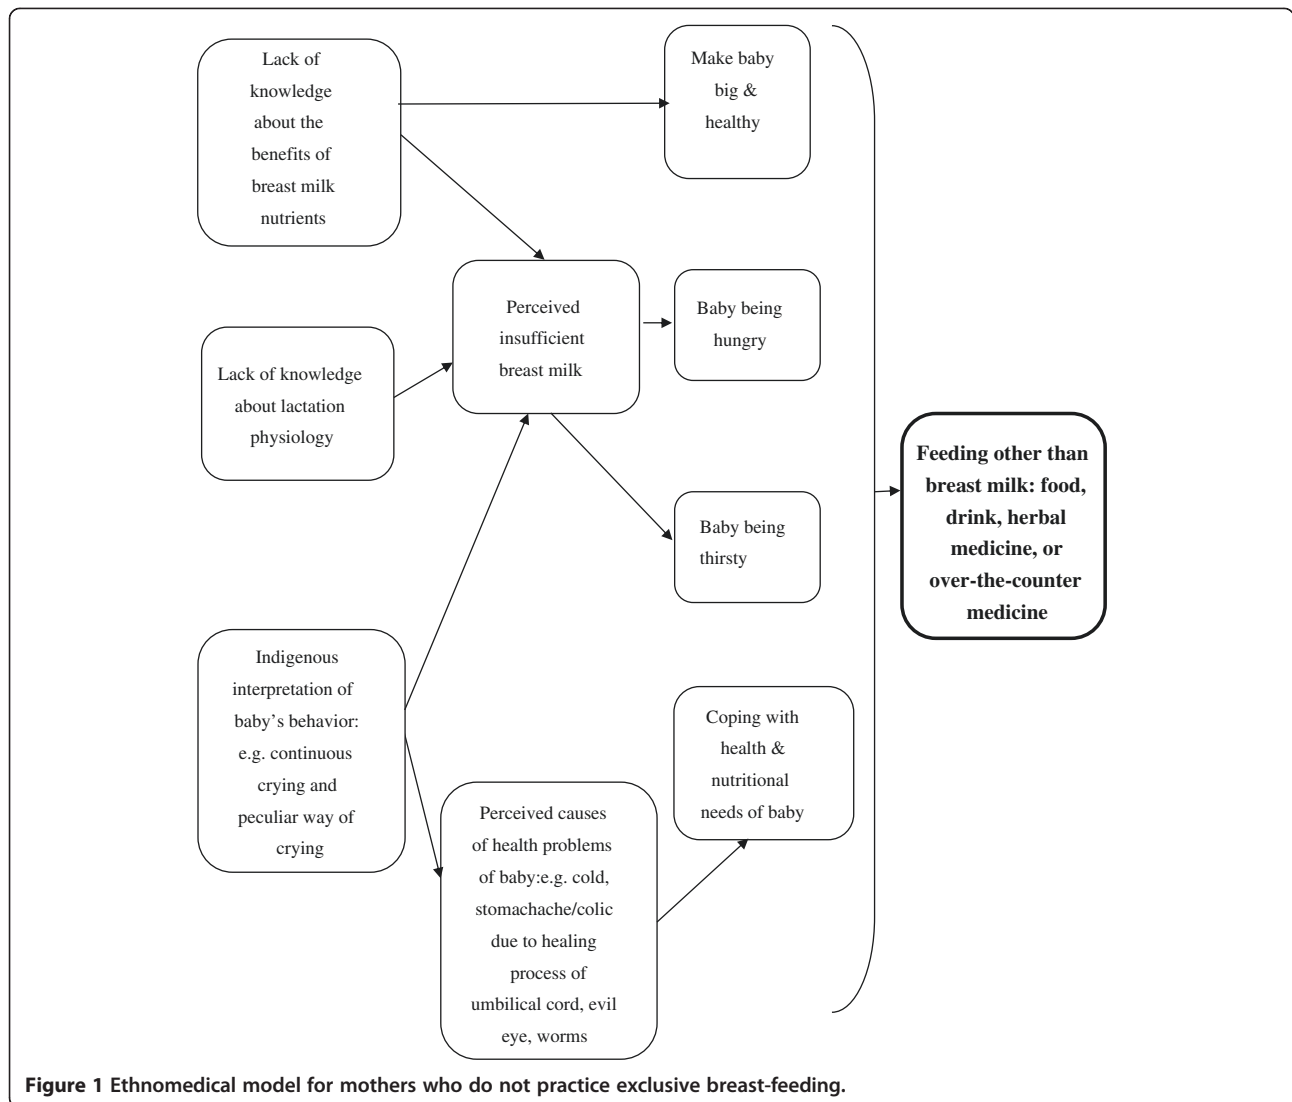 Lack of
knowledge
about the
benefits of
breast milk
nutrients
Make baby
big &
healthy
Perceived
insufficient
breast milk
Baby being
hungry
Lack of knowledge
about lactation
physiology
Baby being
thirsty
Feeding other than
breast milk: food,
drink, herbal
medicine, or
over-the-counter
medicine
Indigenous
interpretation of
baby’s behavior:
e.g. continuous
crying and
peculiar way of
crying
Coping with
health &
nutritional
needs of baby
Perceived causes
of health problems
of baby:e.g. cold,
stomachache/colic
due to healing
process of
umbilical cord, evil
eye, worms
Figure 1 Ethnomedical model for mothers who do not practice exclusive breast-feeding.